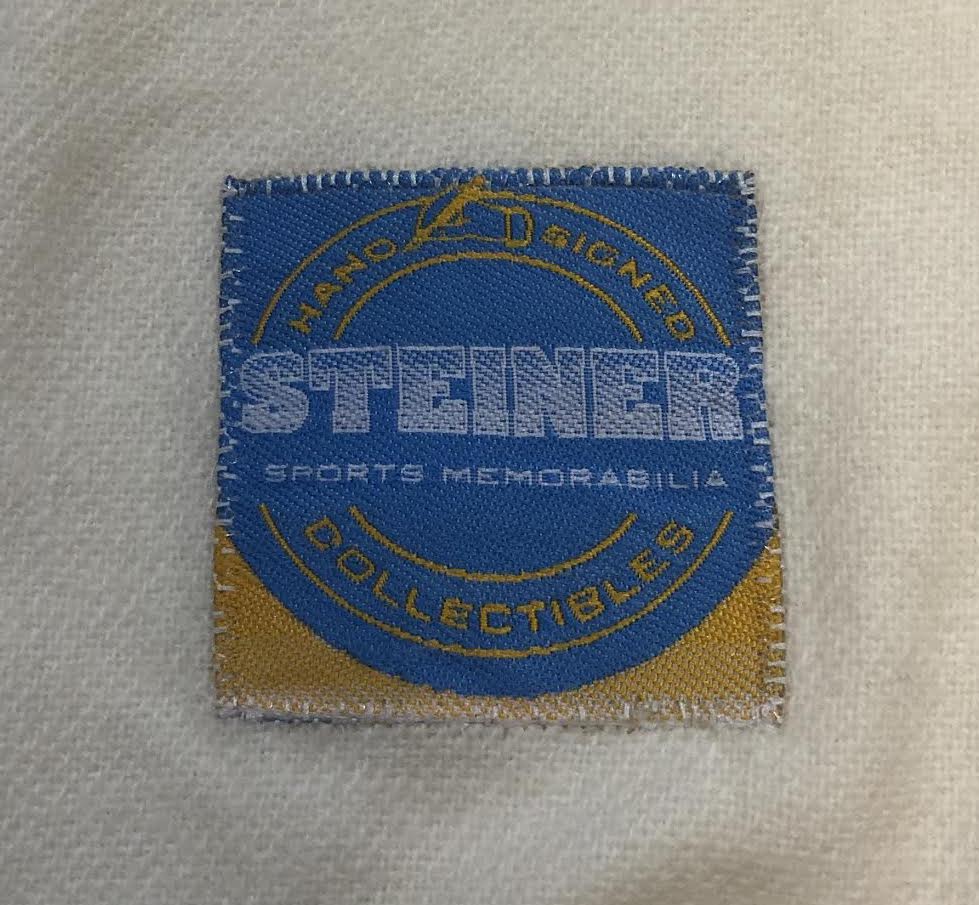 HAND SIGNED
STEINER
SPORTS MEMORABILIA
COLLECTIBLES